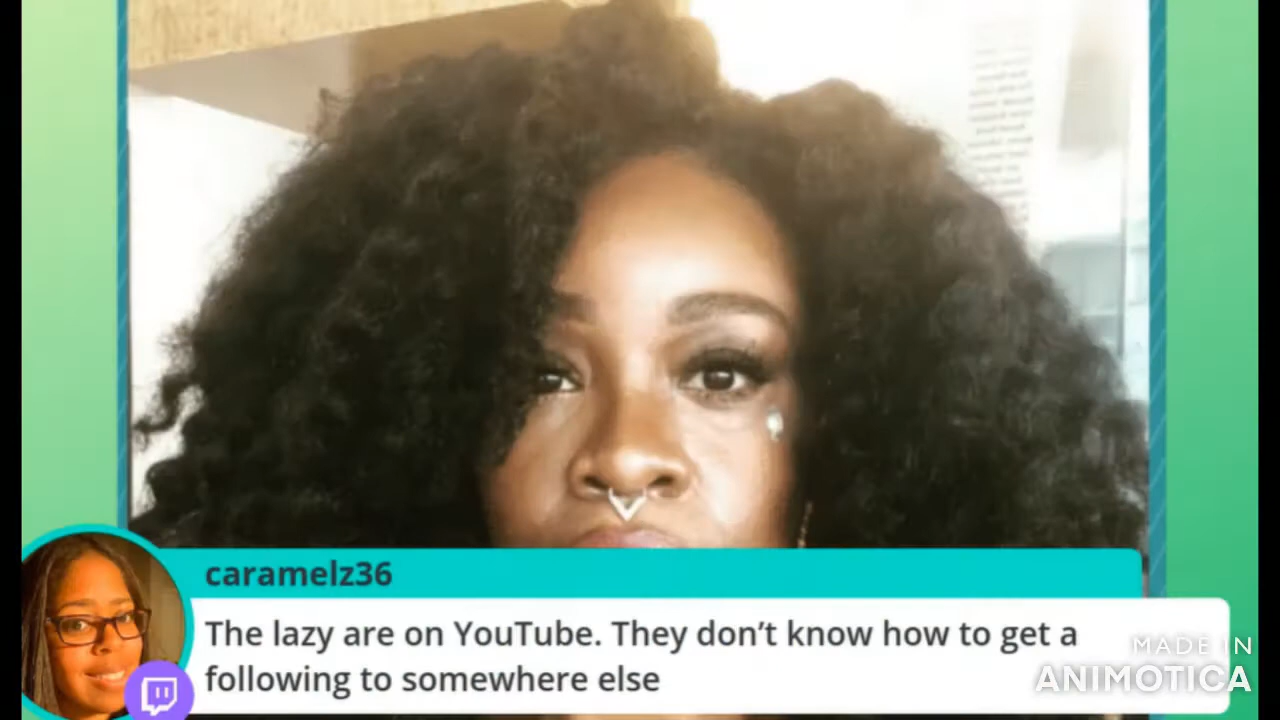 caramelz36
The lazy are on YouTube. They don’t know how to get a
following to somewhere else
MADE IN
ANIMOTICA